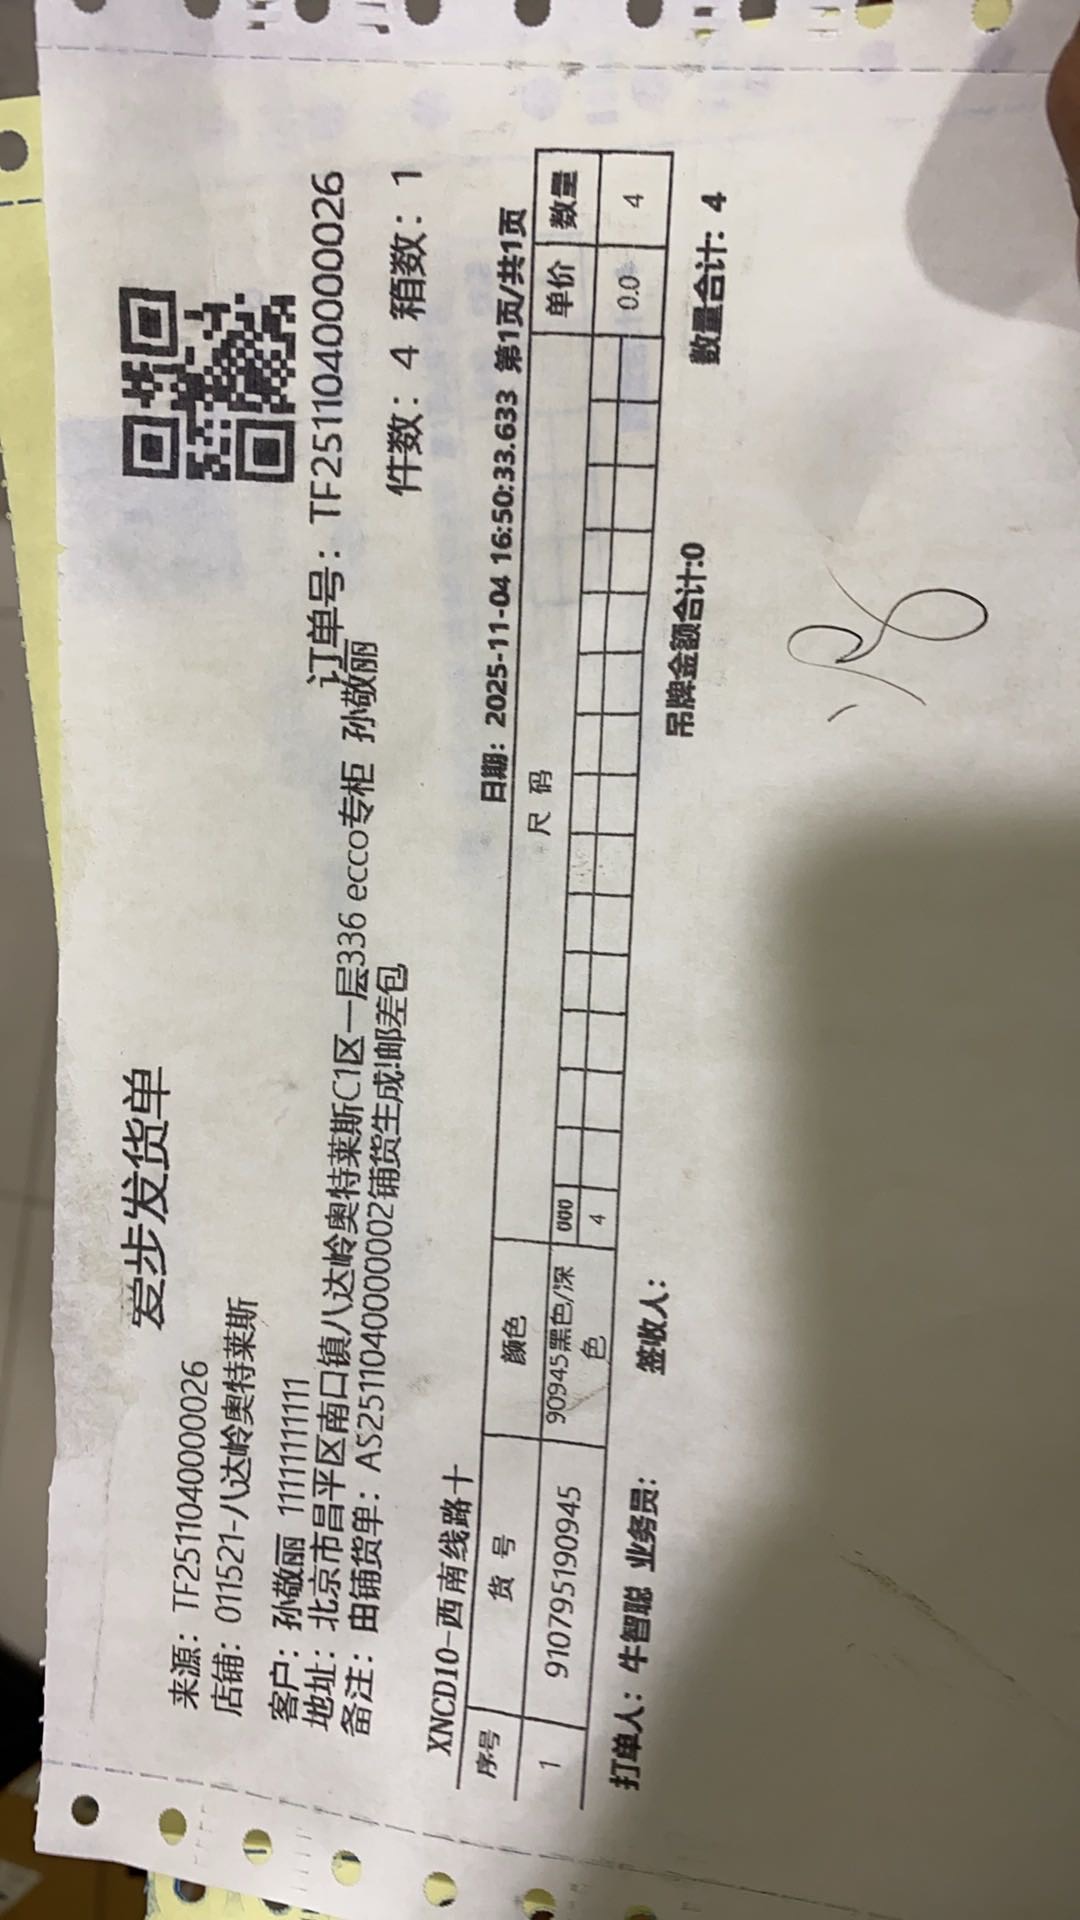 爱步发货单
来源：TF25110400000026
店铺：011521-八达岭奥特莱斯
订单号：TF25110400000026
客户：孙敬丽 11111111111
地址：北京市昌平区南口镇八达岭奥特莱斯C1区一层336 ecco专柜 孙敬丽
备注：由铺货单：AS25110400000002铺货生成!邮差包
件数：4 箱数：1
XNCD10-西南线路十
日期：2025-11-04 16:50:33.633 第1页/共1页
序号 货号 颜色 尺码 单价 数量
000
1 910795190945 90945黑色/深色 4 0.0 4
打单人：牛智聪 业务员： 签收人： 吊牌金额合计:0 数量合计：4